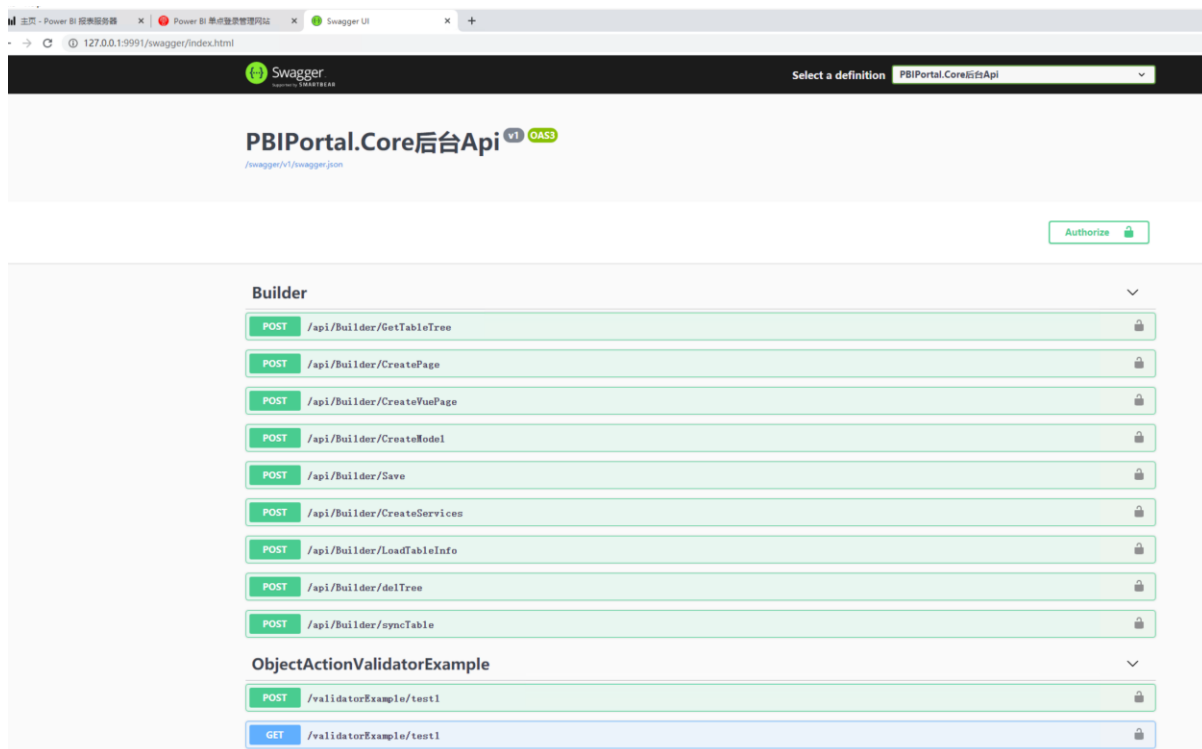 主页 - Power BI 报表服务器
Power BI 单点登录管理网站
Swagger UI
127.0.0.1:9991/swagger/index.html
Swagger.
Supported by SMARTBEAR
Select a definition
PBIPortal.Core后台Api
PBIPortal.Core后台Api v1 OAS3
/swagger/v1/swagger.json
Authorize
Builder
POST /api/Builder/GetTableTree
POST /api/Builder/CreatePage
POST /api/Builder/CreateVuePage
POST /api/Builder/CreateModel
POST /api/Builder/Save
POST /api/Builder/CreateServices
POST /api/Builder/LoadTableInfo
POST /api/Builder/delTree
POST /api/Builder/syncTable
ObjectActionValidatorExample
POST /validatorExample/test1
GET /validatorExample/test1